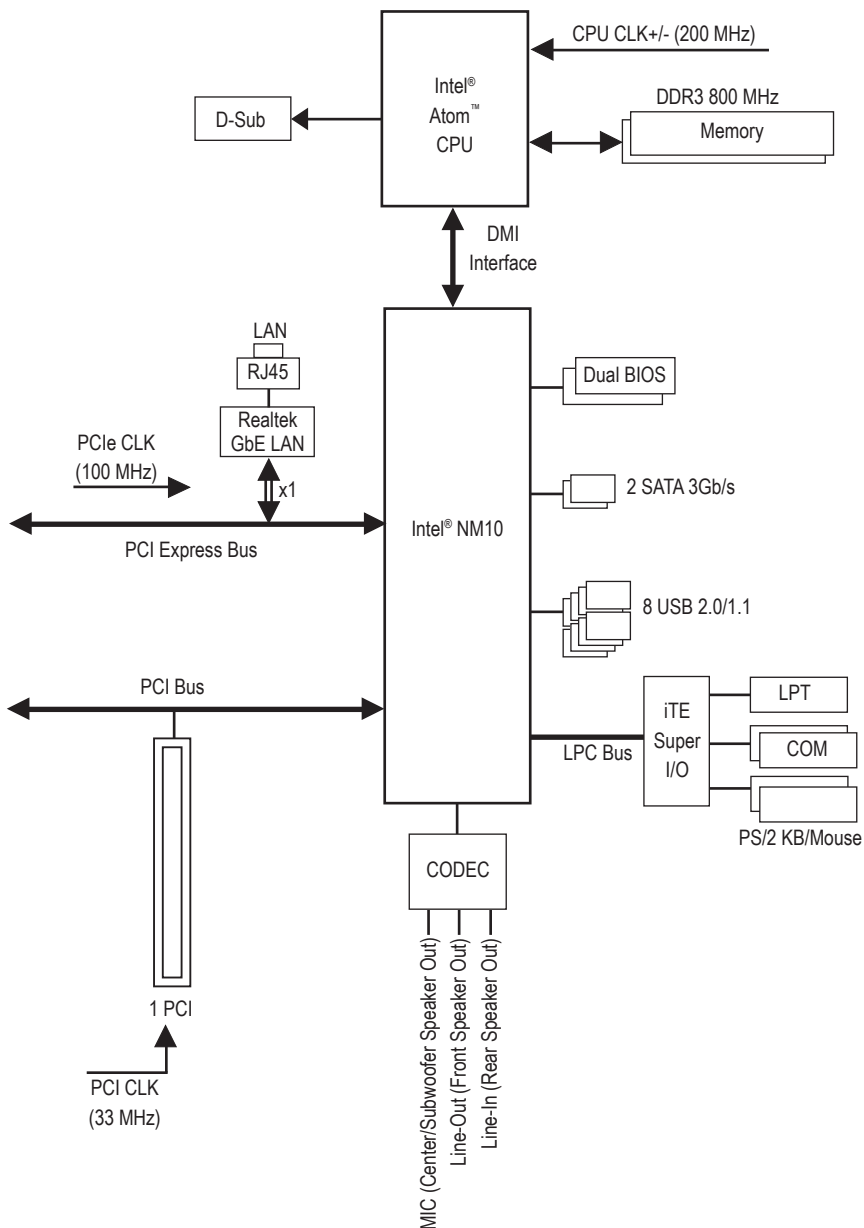 CPU CLK+/- (200 MHz)
Intel®
Atom™
CPU
D-Sub
DDR3 800 MHz
Memory
DMI
Interface
LAN
RJ45
Realtek
GbE LAN
PCIe CLK
(100 MHz)
x1
PCI Express Bus
Intel® NM10
Dual BIOS
2 SATA 3Gb/s
8 USB 2.0/1.1
PCI Bus
LPC Bus
iTE
Super
I/O
LPT
COM
PS/2 KB/Mouse
CODEC
MIC (Center/Subwoofer Speaker Out)
Line-Out (Front Speaker Out)
Line-In (Rear Speaker Out)
1 PCI
PCI CLK
(33 MHz)